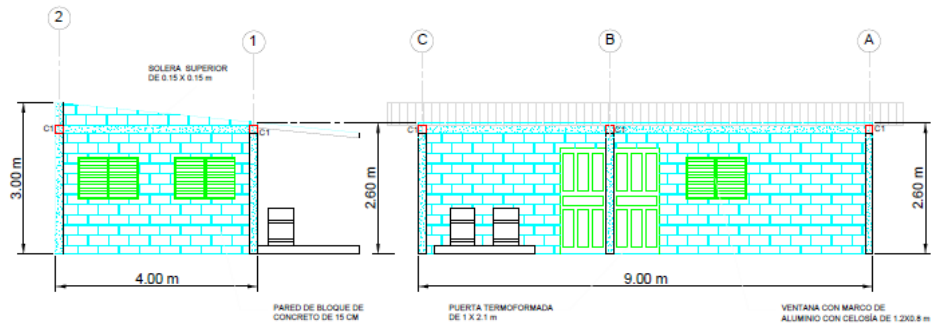 2
1
C
B
A
SOLERA SUPERIOR
DE 0.15 X 0.15 m
C1
C1
C1
C1
C1
3.00 m
2.60 m
2.60 m
4.00 m
9.00 m
PARED DE BLOQUE DE
CONCRETO DE 15 CM
PUERTA TERMOFORMADA
DE 1 X 2.1 m
VENTANA CON MARCO DE
ALUMINIO CON CELOSÍA DE 1.2X0.8 m